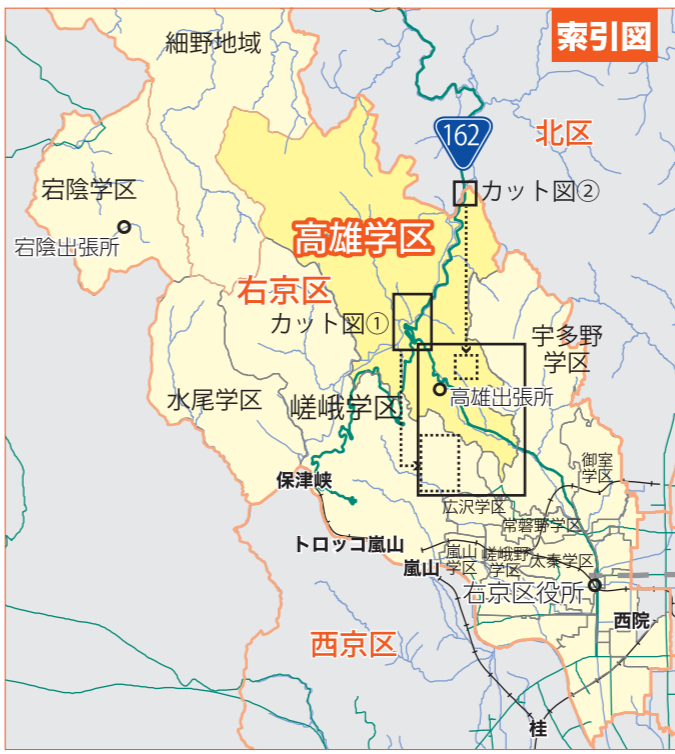 索引図
細野地域
162
北区
宕陰学区
カット図②
宕陰出張所
高雄学区
右京区
カット図①
宇多野
学区
水尾学区
嵯峨学区
高雄出張所
御室
学区
保津峡
広沢学区
常磐野学区
トロッコ嵐山
嵐山
学区
嵯峨野
学区
太秦学区
嵐山
右京区役所
西院
西京区
桂